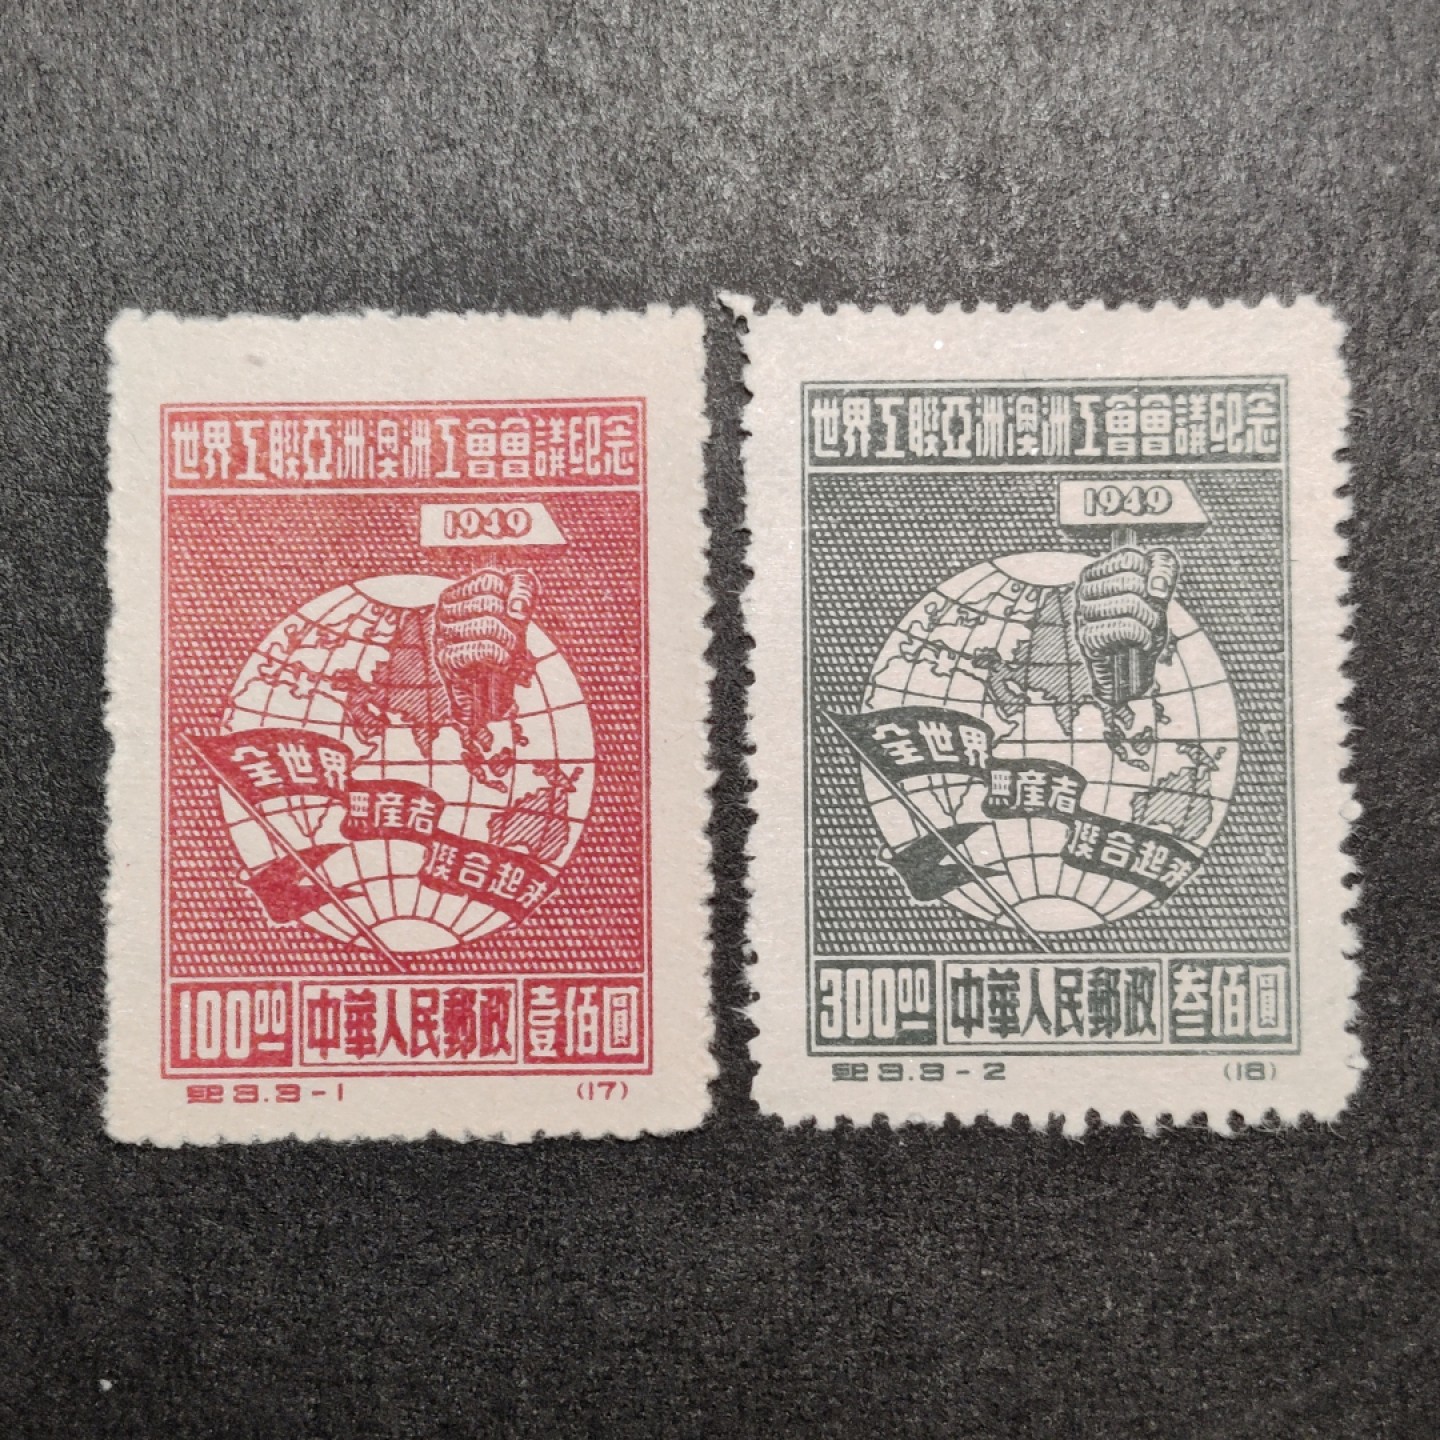 世界工聯亞洲澳洲工會會議紀念
1949
全世界
無產者
聯合起來
100.00
中華人民郵政
壹佰圓
紀3.3-1
(17)
世界工聯亞洲澳洲工會會議紀念
1949
全世界
無產者
聯合起來
300.00
中華人民郵政
叁佰圓
紀3.3-2
(18)